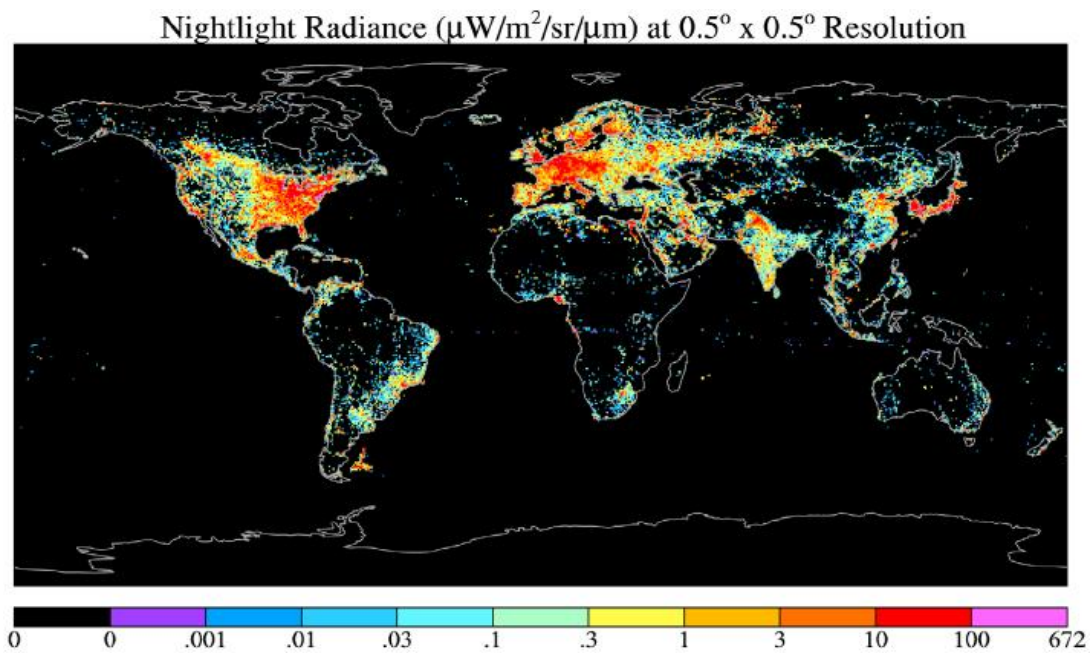 Nightlight Radiance (μW/m²/sr/μm) at 0.5° x 0.5° Resolution
0 0 .001 .01 .03 .1 .3 1 3 10 100 672